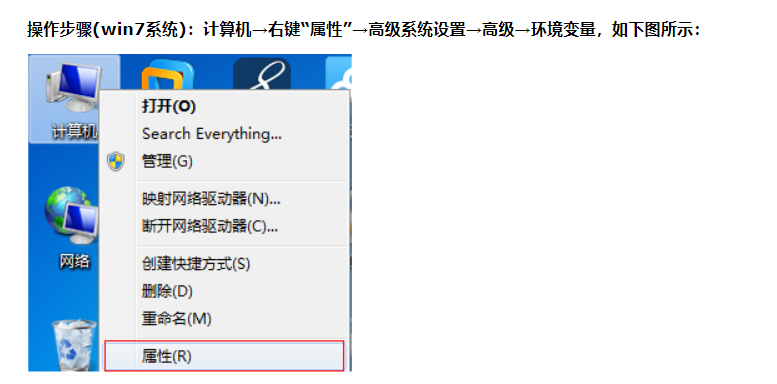 操作步骤(win7系统)：计算机→右键“属性”→高级系统设置→高级→环境变量，如下图所示：
计算机
打开(O)
Search Everything...
管理(G)
映射网络驱动器(N)...
断开网络驱动器(C)...
网络
创建快捷方式(S)
删除(D)
重命名(M)
属性(R)